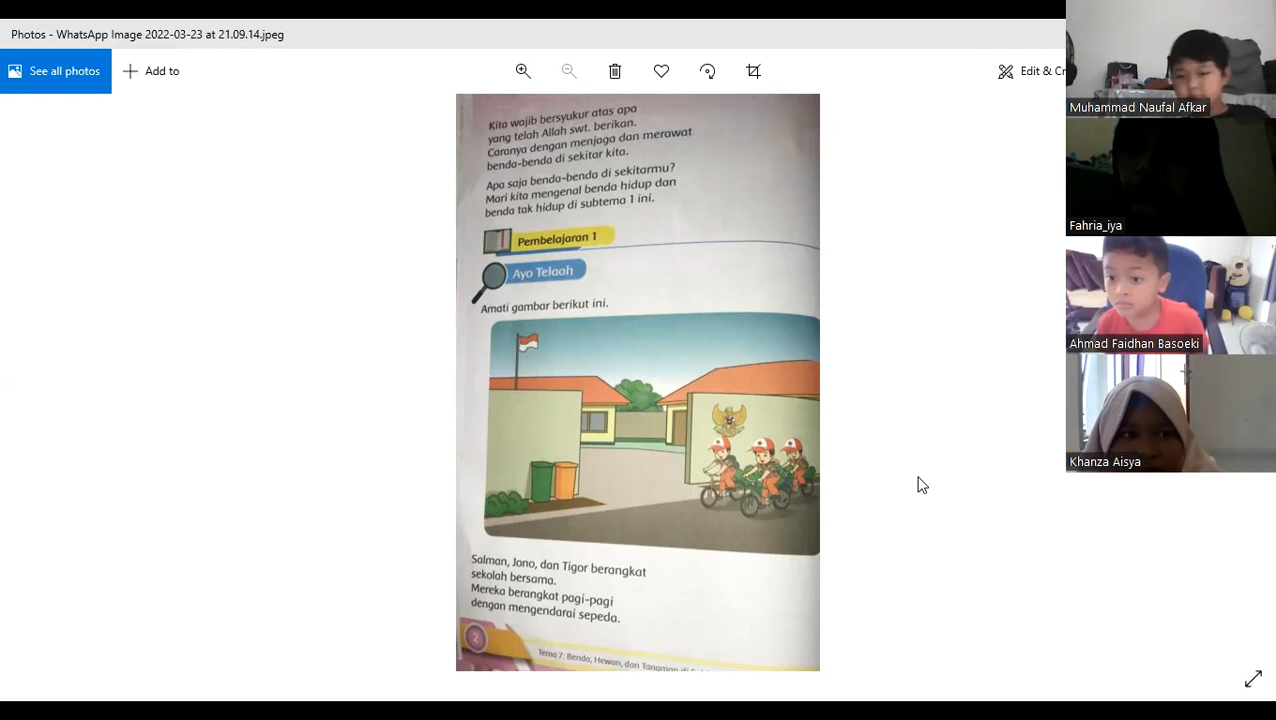 Photos - WhatsApp Image 2022-03-23 at 21.09.14.jpeg
See all photos
Add to
Edit & Cr
Kita wajib bersyukur atas apa
yang telah Allah swt. berikan.
Caranya dengan menjaga dan merawat
benda-benda di sekitar kita.
Apa saja benda-benda di sekitarmu?
Mari kita mengenal benda hidup dan
benda tak hidup di subtema 1 ini.
Pembelajaran 1
Ayo Telaah
Amati gambar berikut ini.
Salman, Jono, dan Tigor berangkat
sekolah bersama.
Mereka berangkat pagi-pagi
dengan mengendarai sepeda.
2
Tema 7: Benda, Hewan, dan Tanaman di
Muhammad Naufal Afkar
Fahria_iya
Ahmad Faidhan Basoeki
Khanza Aisya